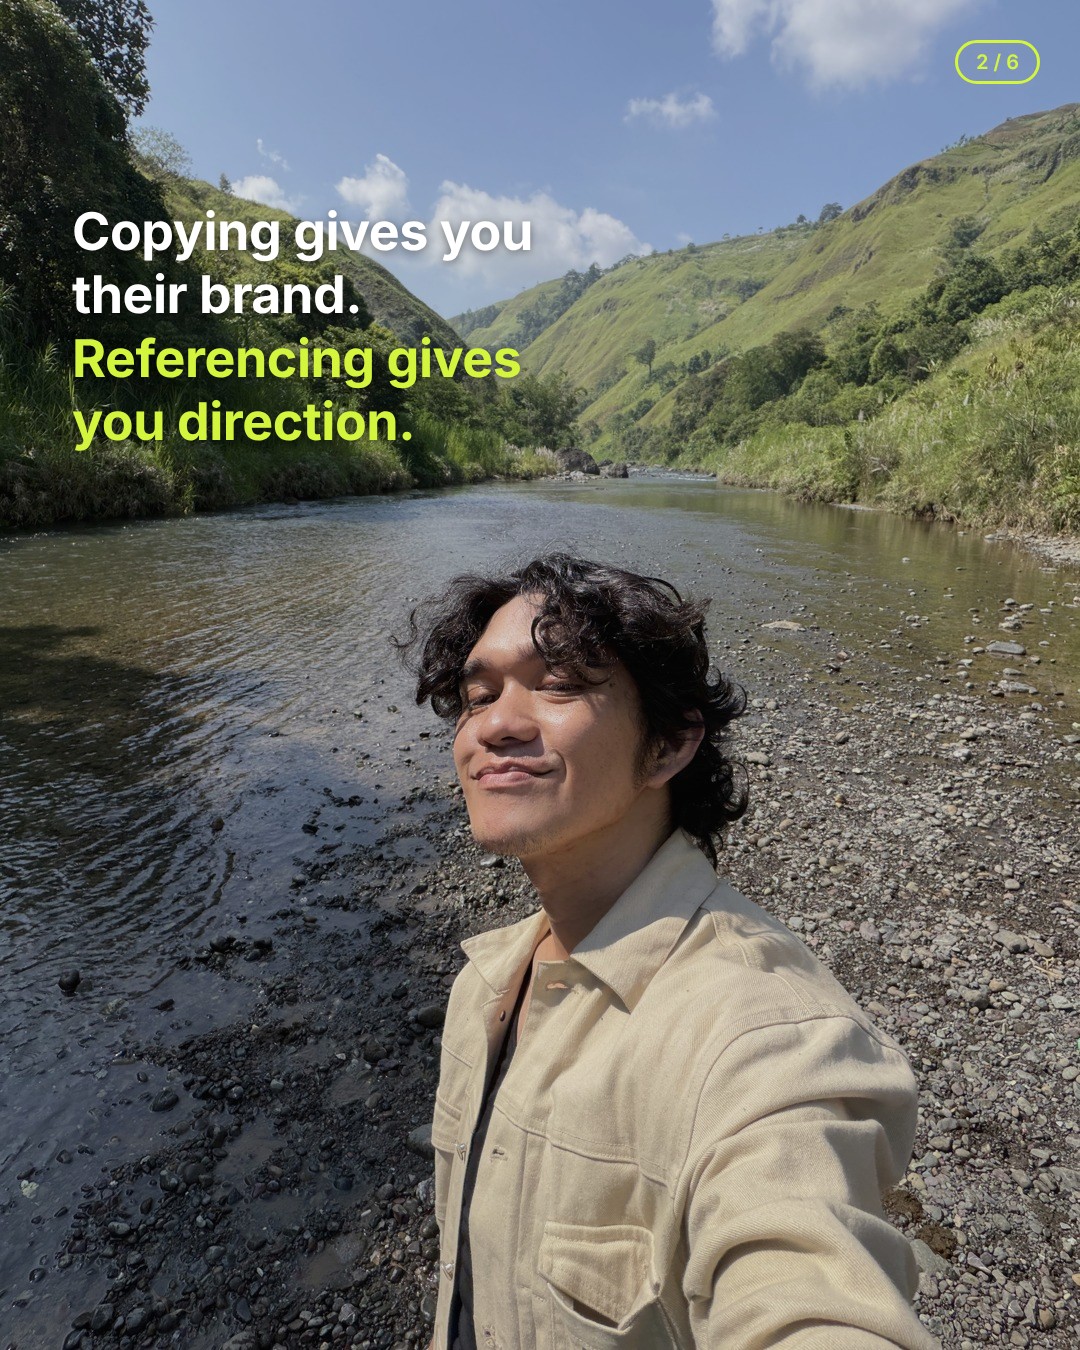 2 / 6
Copying gives you
their brand.
Referencing gives
you direction.